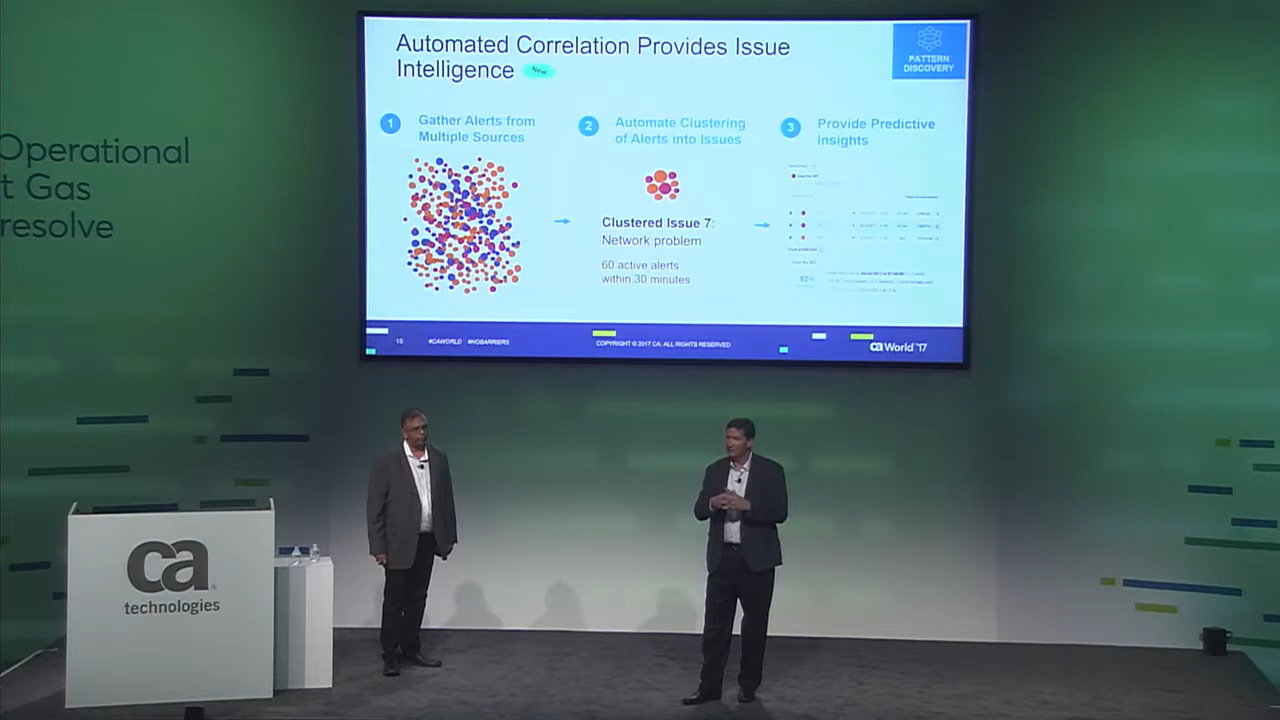 Automated Correlation Provides Issue
Intelligence New
PATTERN
DISCOVERY
1 Gather Alerts from
Multiple Sources
2 Automate Clustering
of Alerts into Issues
3 Provide Predictive
Insights
Clustered Issue 7:
Network problem
60 active alerts
within 30 minutes
92%
15 #CAWORLD #NOBARRIERS
COPYRIGHT © 2017 CA. ALL RIGHTS RESERVED
ca World '17
Operational
t Gas
resolve
ca
technologies